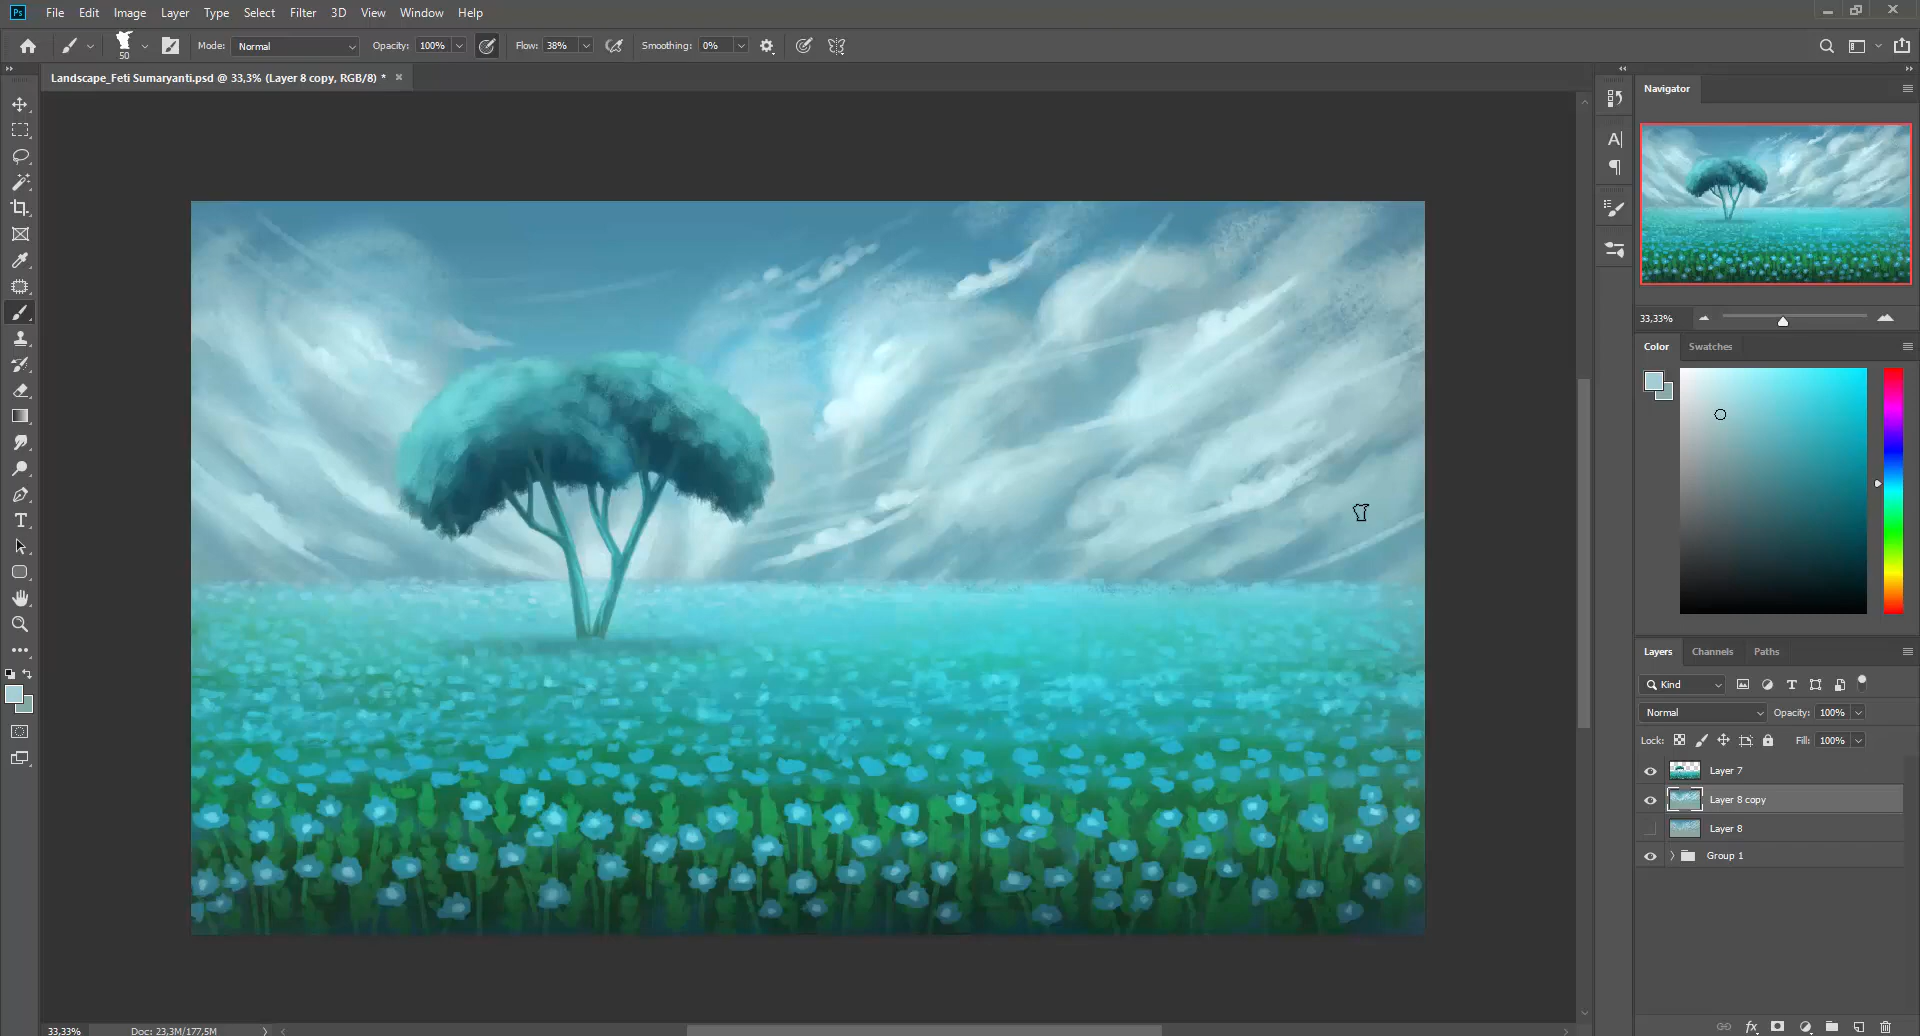 Ps File Edit Image Layer Type Select Filter 3D View Window Help
50 Mode: Normal Opacity: 100% Flow: 38% Smoothing: 0%
Landscape_Feti Sumaryanti.psd @ 33,3% (Layer 8 copy, RGB/8) * ×
Navigator
33,33%
Color Swatches
Layers Channels Paths
Kind
Normal Opacity: 100%
Lock: Fill: 100%
Layer 7
Layer 8 copy
Layer 8
Group 1
33,33% Doc: 23,3M/177,5M